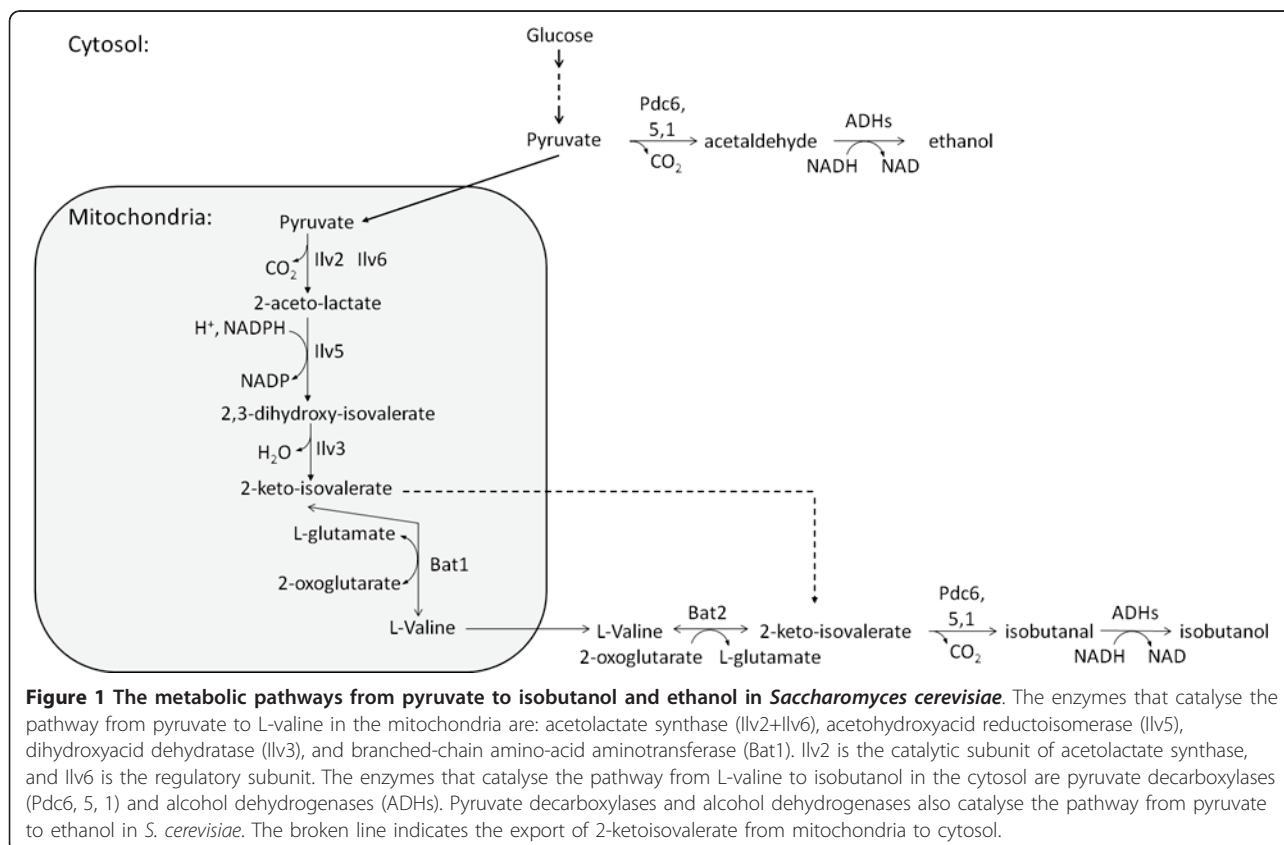 Cytosol:
Glucose
Pyruvate
Pdc6,
5,1
CO2
acetaldehyde
ADHs
NADH NAD
ethanol
Mitochondria:
Pyruvate
CO2
Ilv2 Ilv6
2-aceto-lactate
H+, NADPH
Ilv5
NADP
2,3-dihydroxy-isovalerate
H2O
Ilv3
2-keto-isovalerate
L-glutamate
Bat1
2-oxoglutarate
L-Valine
L-Valine
Bat2
2-oxoglutarate L-glutamate
2-keto-isovalerate
Pdc6,
5,1
CO2
isobutanal
ADHs
NADH NAD
isobutanol
Figure 1 The metabolic pathways from pyruvate to isobutanol and ethanol in Saccharomyces cerevisiae. The enzymes that catalyse the
pathway from pyruvate to L-valine in the mitochondria are: acetolactate synthase (Ilv2+Ilv6), acetohydroxyacid reductoisomerase (Ilv5),
dihydroxyacid dehydratase (Ilv3), and branched-chain amino-acid aminotransferase (Bat1). Ilv2 is the catalytic subunit of acetolactate synthase,
and Ilv6 is the regulatory subunit. The enzymes that catalyse the pathway from L-valine to isobutanol in the cytosol are pyruvate decarboxylases
(Pdc6, 5, 1) and alcohol dehydrogenases (ADHs). Pyruvate decarboxylases and alcohol dehydrogenases also catalyse the pathway from pyruvate
to ethanol in S. cerevisiae. The broken line indicates the export of 2-ketoisovalerate from mitochondria to cytosol.